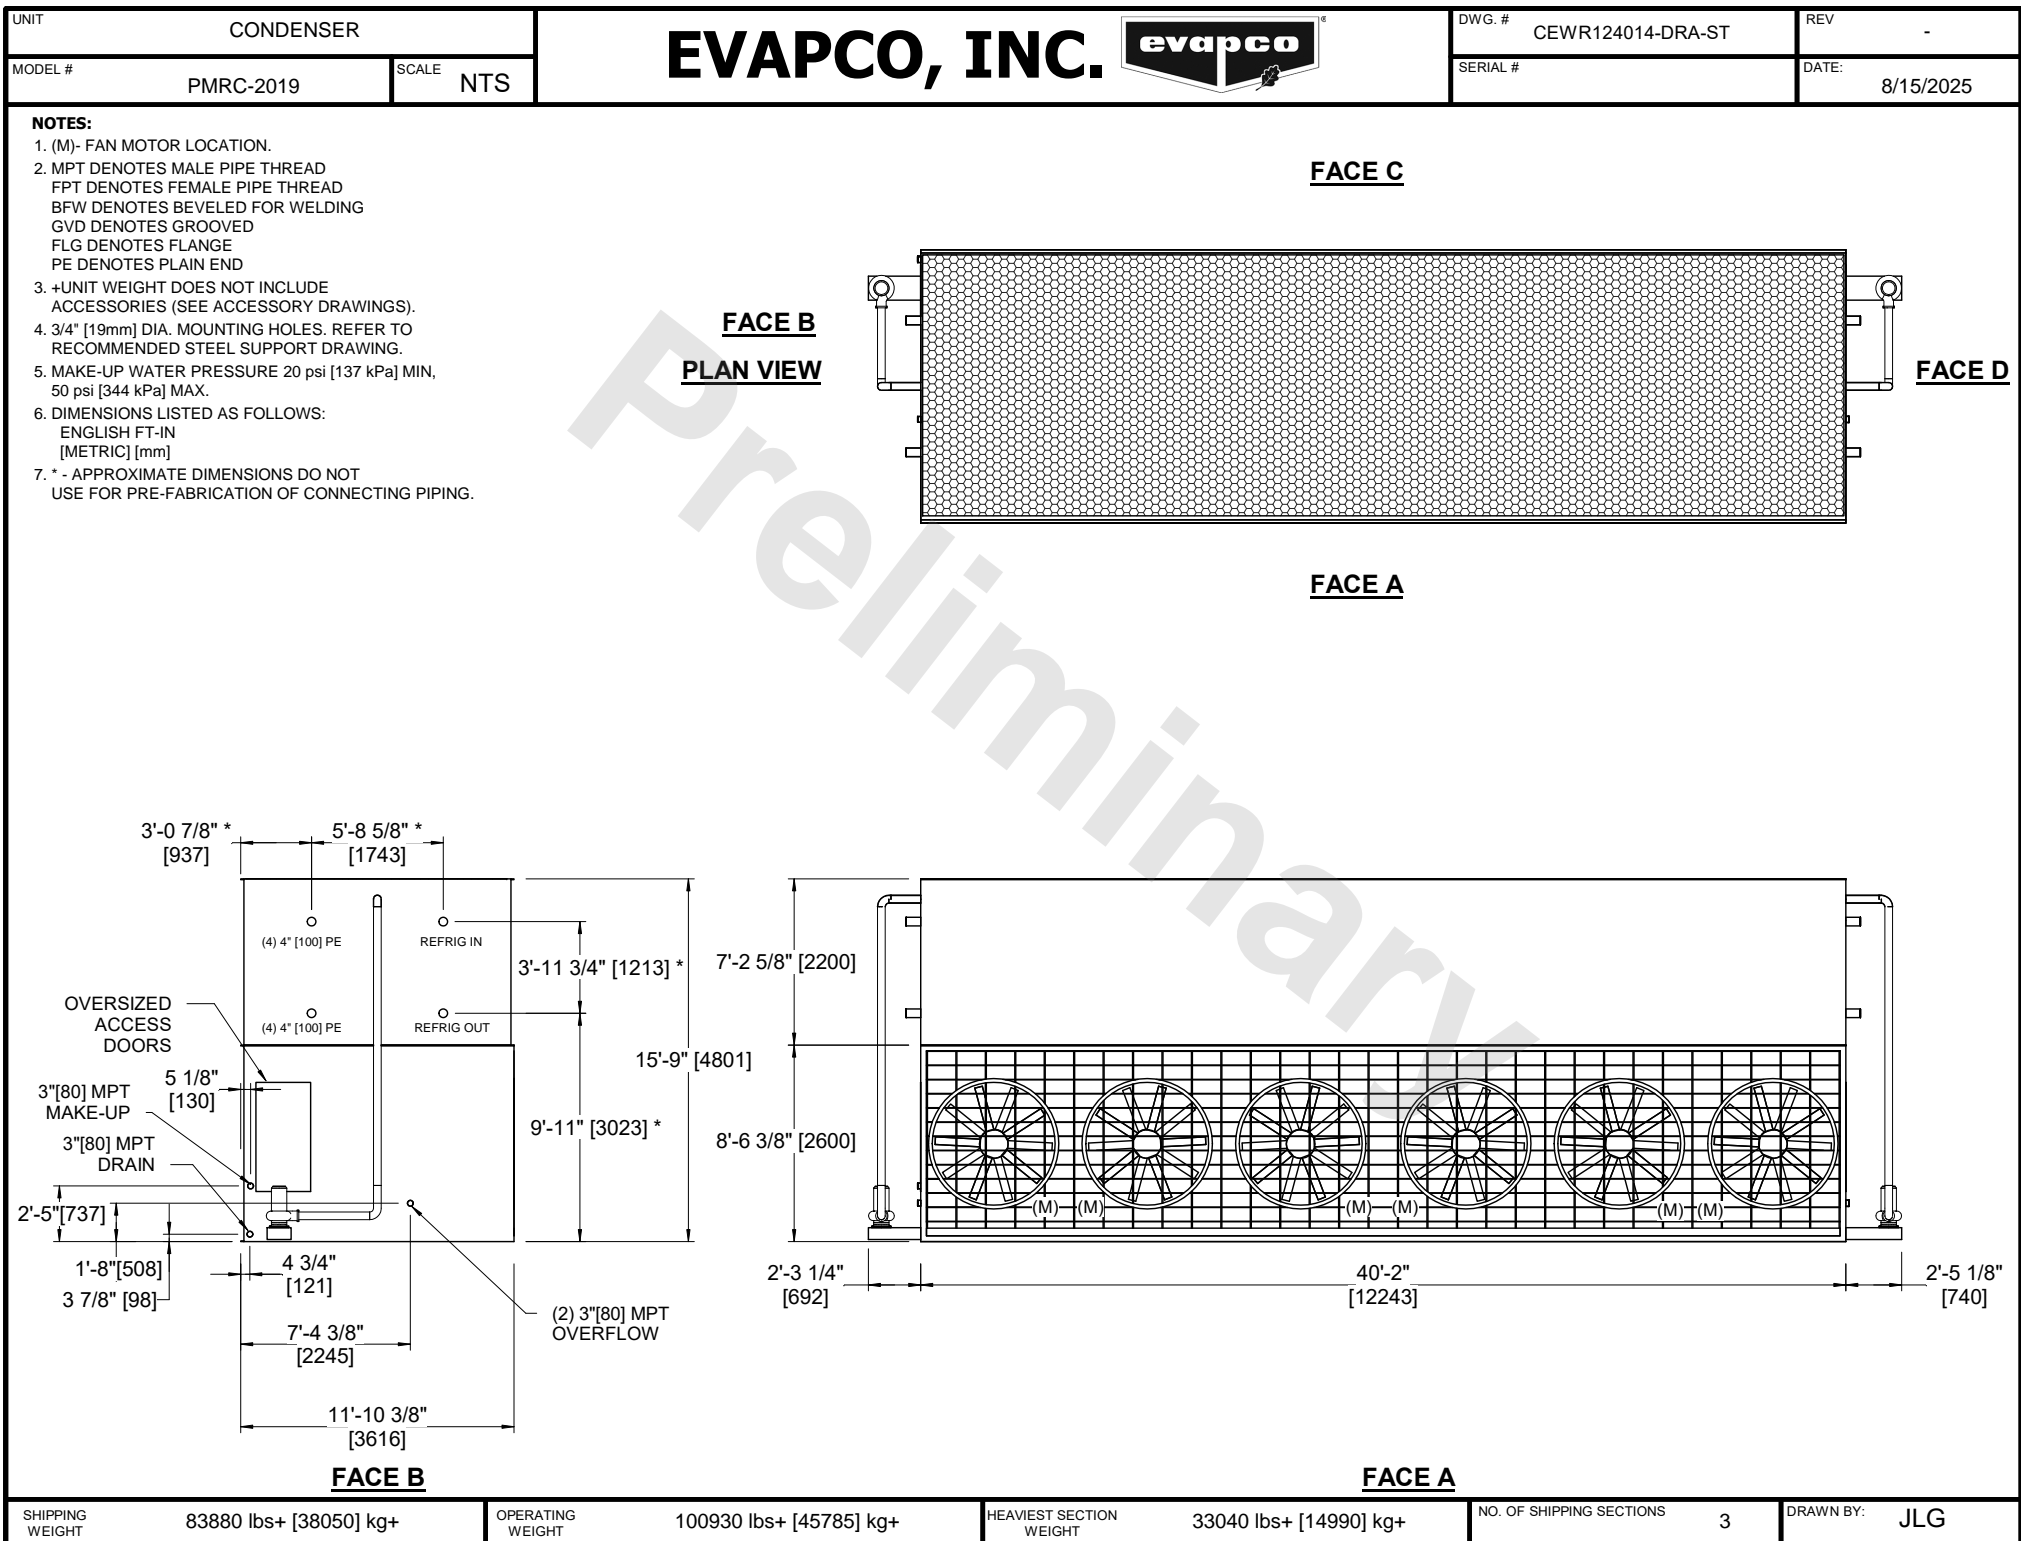 UNIT
CONDENSER
MODEL #
PMRC-2019
SCALE
NTS
EVAPCO, INC.
evapco
®
DWG. #
CEWR124014-DRA-ST
REV
-
SERIAL #
DATE:
8/15/2025
NOTES:
1. (M)- FAN MOTOR LOCATION.
2. MPT DENOTES MALE PIPE THREAD
FPT DENOTES FEMALE PIPE THREAD
BFW DENOTES BEVELED FOR WELDING
GVD DENOTES GROOVED
FLG DENOTES FLANGE
PE DENOTES PLAIN END
3. +UNIT WEIGHT DOES NOT INCLUDE
ACCESSORIES (SEE ACCESSORY DRAWINGS).
4. 3/4" [19mm] DIA. MOUNTING HOLES. REFER TO
RECOMMENDED STEEL SUPPORT DRAWING.
5. MAKE-UP WATER PRESSURE 20 psi [137 kPa] MIN,
50 psi [344 kPa] MAX.
6. DIMENSIONS LISTED AS FOLLOWS:
ENGLISH FT-IN
[METRIC] [mm]
7. * - APPROXIMATE DIMENSIONS DO NOT
USE FOR PRE-FABRICATION OF CONNECTING PIPING.
FACE C
FACE B
PLAN VIEW
FACE D
FACE A
Preliminary
3'-0 7/8" *
[937]
5'-8 5/8" *
[1743]
(4) 4" [100] PE
REFRIG IN
3'-11 3/4" [1213] *
(4) 4" [100] PE
REFRIG OUT
OVERSIZED
ACCESS
DOORS
15'-9" [4801]
5 1/8"
[130]
3"[80] MPT
MAKE-UP
3"[80] MPT
DRAIN
9'-11" [3023] *
2'-5"[737]
1'-8"[508]
3 7/8" [98]
4 3/4"
[121]
(2) 3"[80] MPT
OVERFLOW
7'-4 3/8"
[2245]
11'-10 3/8"
[3616]
FACE B
7'-2 5/8" [2200]
8'-6 3/8" [2600]
(M) (M) (M) (M) (M) (M)
2'-3 1/4"
[692]
40'-2"
[12243]
2'-5 1/8"
[740]
FACE A
SHIPPING
WEIGHT
83880 lbs+ [38050] kg+
OPERATING
WEIGHT
100930 lbs+ [45785] kg+
HEAVIEST SECTION
WEIGHT
33040 lbs+ [14990] kg+
NO. OF SHIPPING SECTIONS
3
DRAWN BY:
JLG